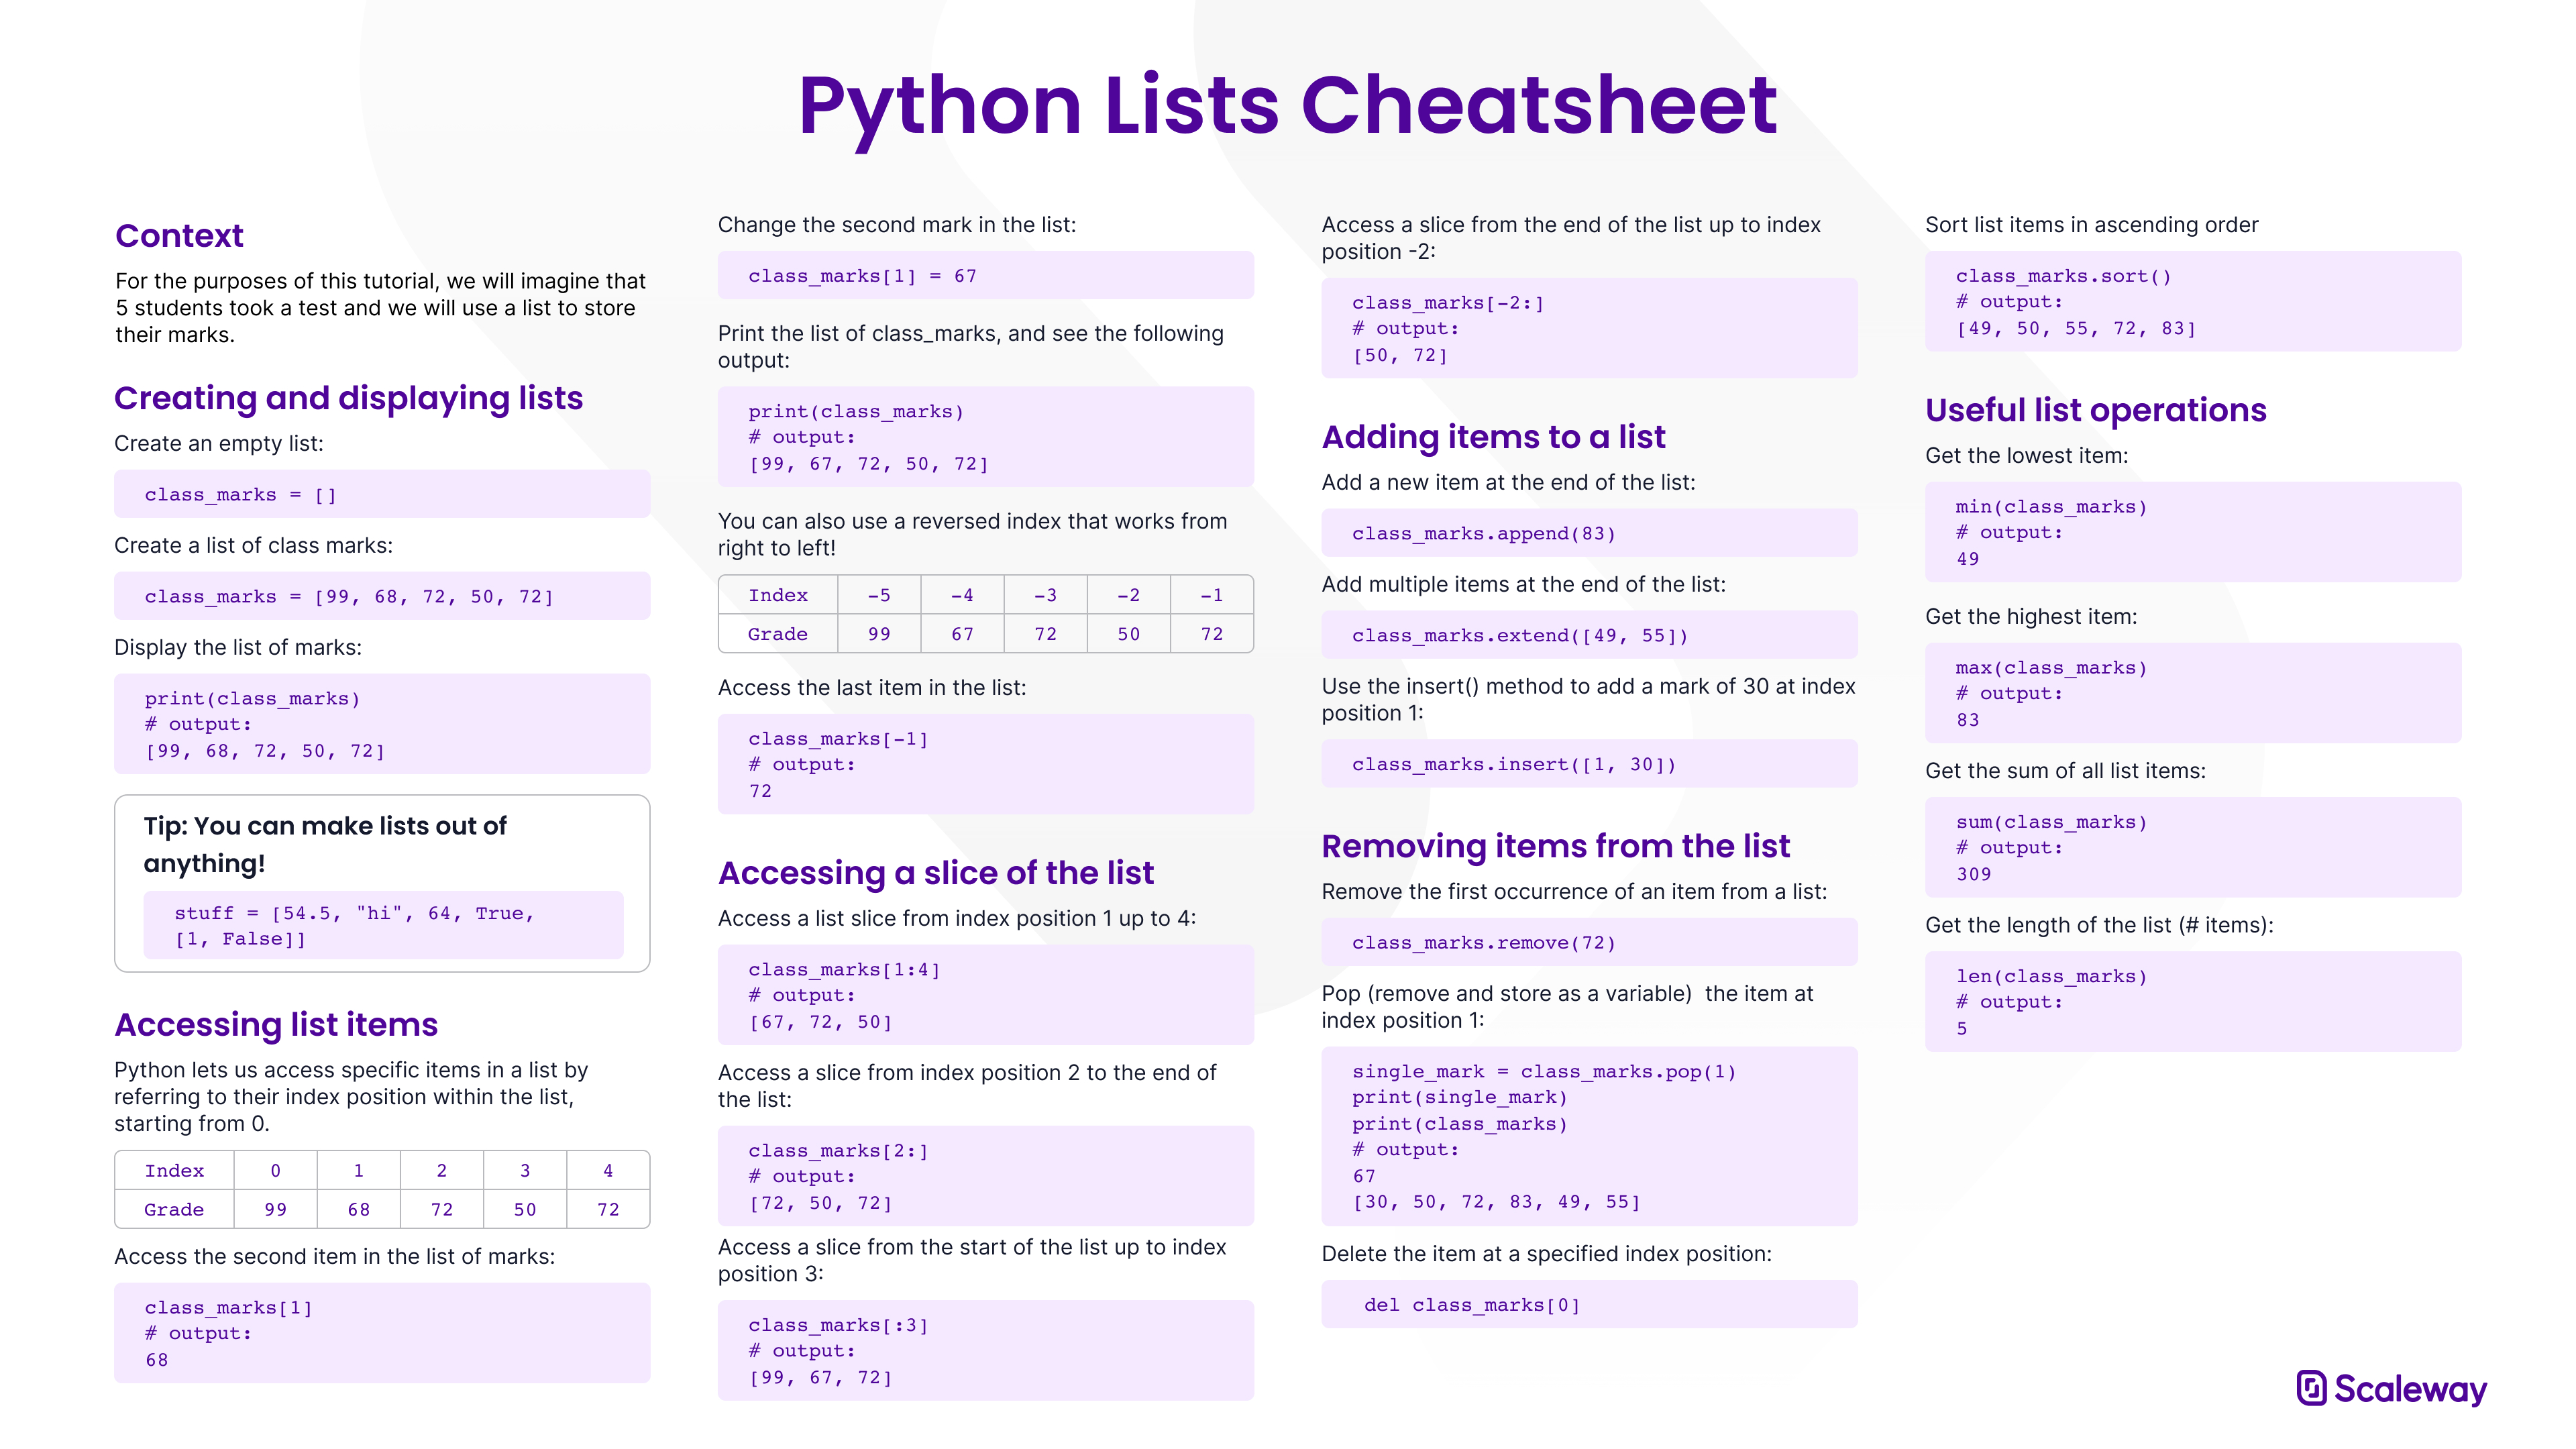 Python Lists Cheatsheet
Context
For the purposes of this tutorial, we will imagine that
5 students took a test and we will use a list to store
their marks.
Creating and displaying lists
Create an empty list:
class_marks = []
Create a list of class marks:
class_marks = [99, 68, 72, 50, 72]
Display the list of marks:
print(class_marks)
# output:
[99, 68, 72, 50, 72]
Tip: You can make lists out of
anything!
stuff = [54.5, "hi", 64, True,
[1, False]]
Accessing list items
Python lets us access specific items in a list by
referring to their index position within the list,
starting from 0.
Index 0 1 2 3 4
Grade 99 68 72 50 72
Access the second item in the list of marks:
class_marks[1]
# output:
68
Change the second mark in the list:
class_marks[1] = 67
Print the list of class_marks, and see the following
output:
print(class_marks)
# output:
[99, 67, 72, 50, 72]
You can also use a reversed index that works from
right to left!
Index -5 -4 -3 -2 -1
Grade 99 67 72 50 72
Access the last item in the list:
class_marks[-1]
# output:
72
Accessing a slice of the list
Access a list slice from index position 1 up to 4:
class_marks[1:4]
# output:
[67, 72, 50]
Access a slice from index position 2 to the end of
the list:
class_marks[2:]
# output:
[72, 50, 72]
Access a slice from the start of the list up to index
position 3:
class_marks[:3]
# output:
[99, 67, 72]
Access a slice from the end of the list up to index
position -2:
class_marks[-2:]
# output:
[50, 72]
Adding items to a list
Add a new item at the end of the list:
class_marks.append(83)
Add multiple items at the end of the list:
class_marks.extend([49, 55])
Use the insert() method to add a mark of 30 at index
position 1:
class_marks.insert([1, 30])
Removing items from the list
Remove the first occurrence of an item from a list:
class_marks.remove(72)
Pop (remove and store as a variable)  the item at
index position 1:
single_mark = class_marks.pop(1)
print(single_mark)
print(class_marks)
# output:
67
[30, 50, 72, 83, 49, 55]
Delete the item at a specified index position:
del class_marks[0]
Sort list items in ascending order
class_marks.sort()
# output:
[49, 50, 55, 72, 83]
Useful list operations
Get the lowest item:
min(class_marks)
# output:
49
Get the highest item:
max(class_marks)
# output:
83
Get the sum of all list items:
sum(class_marks)
# output:
309
Get the length of the list (# items):
len(class_marks)
# output:
5
Scaleway